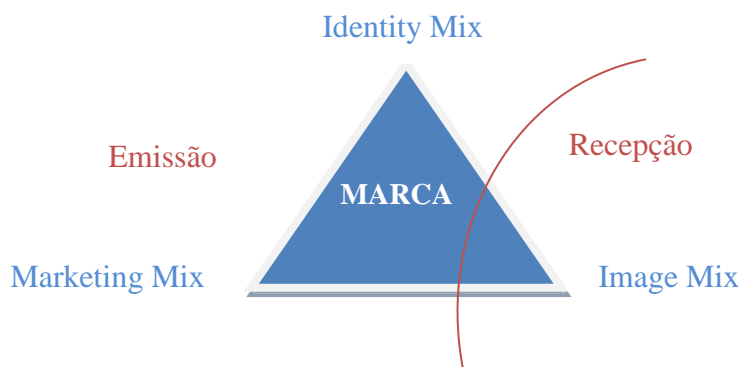 Identity Mix
Emissão
Recepção
MARCA
Marketing Mix
Image Mix